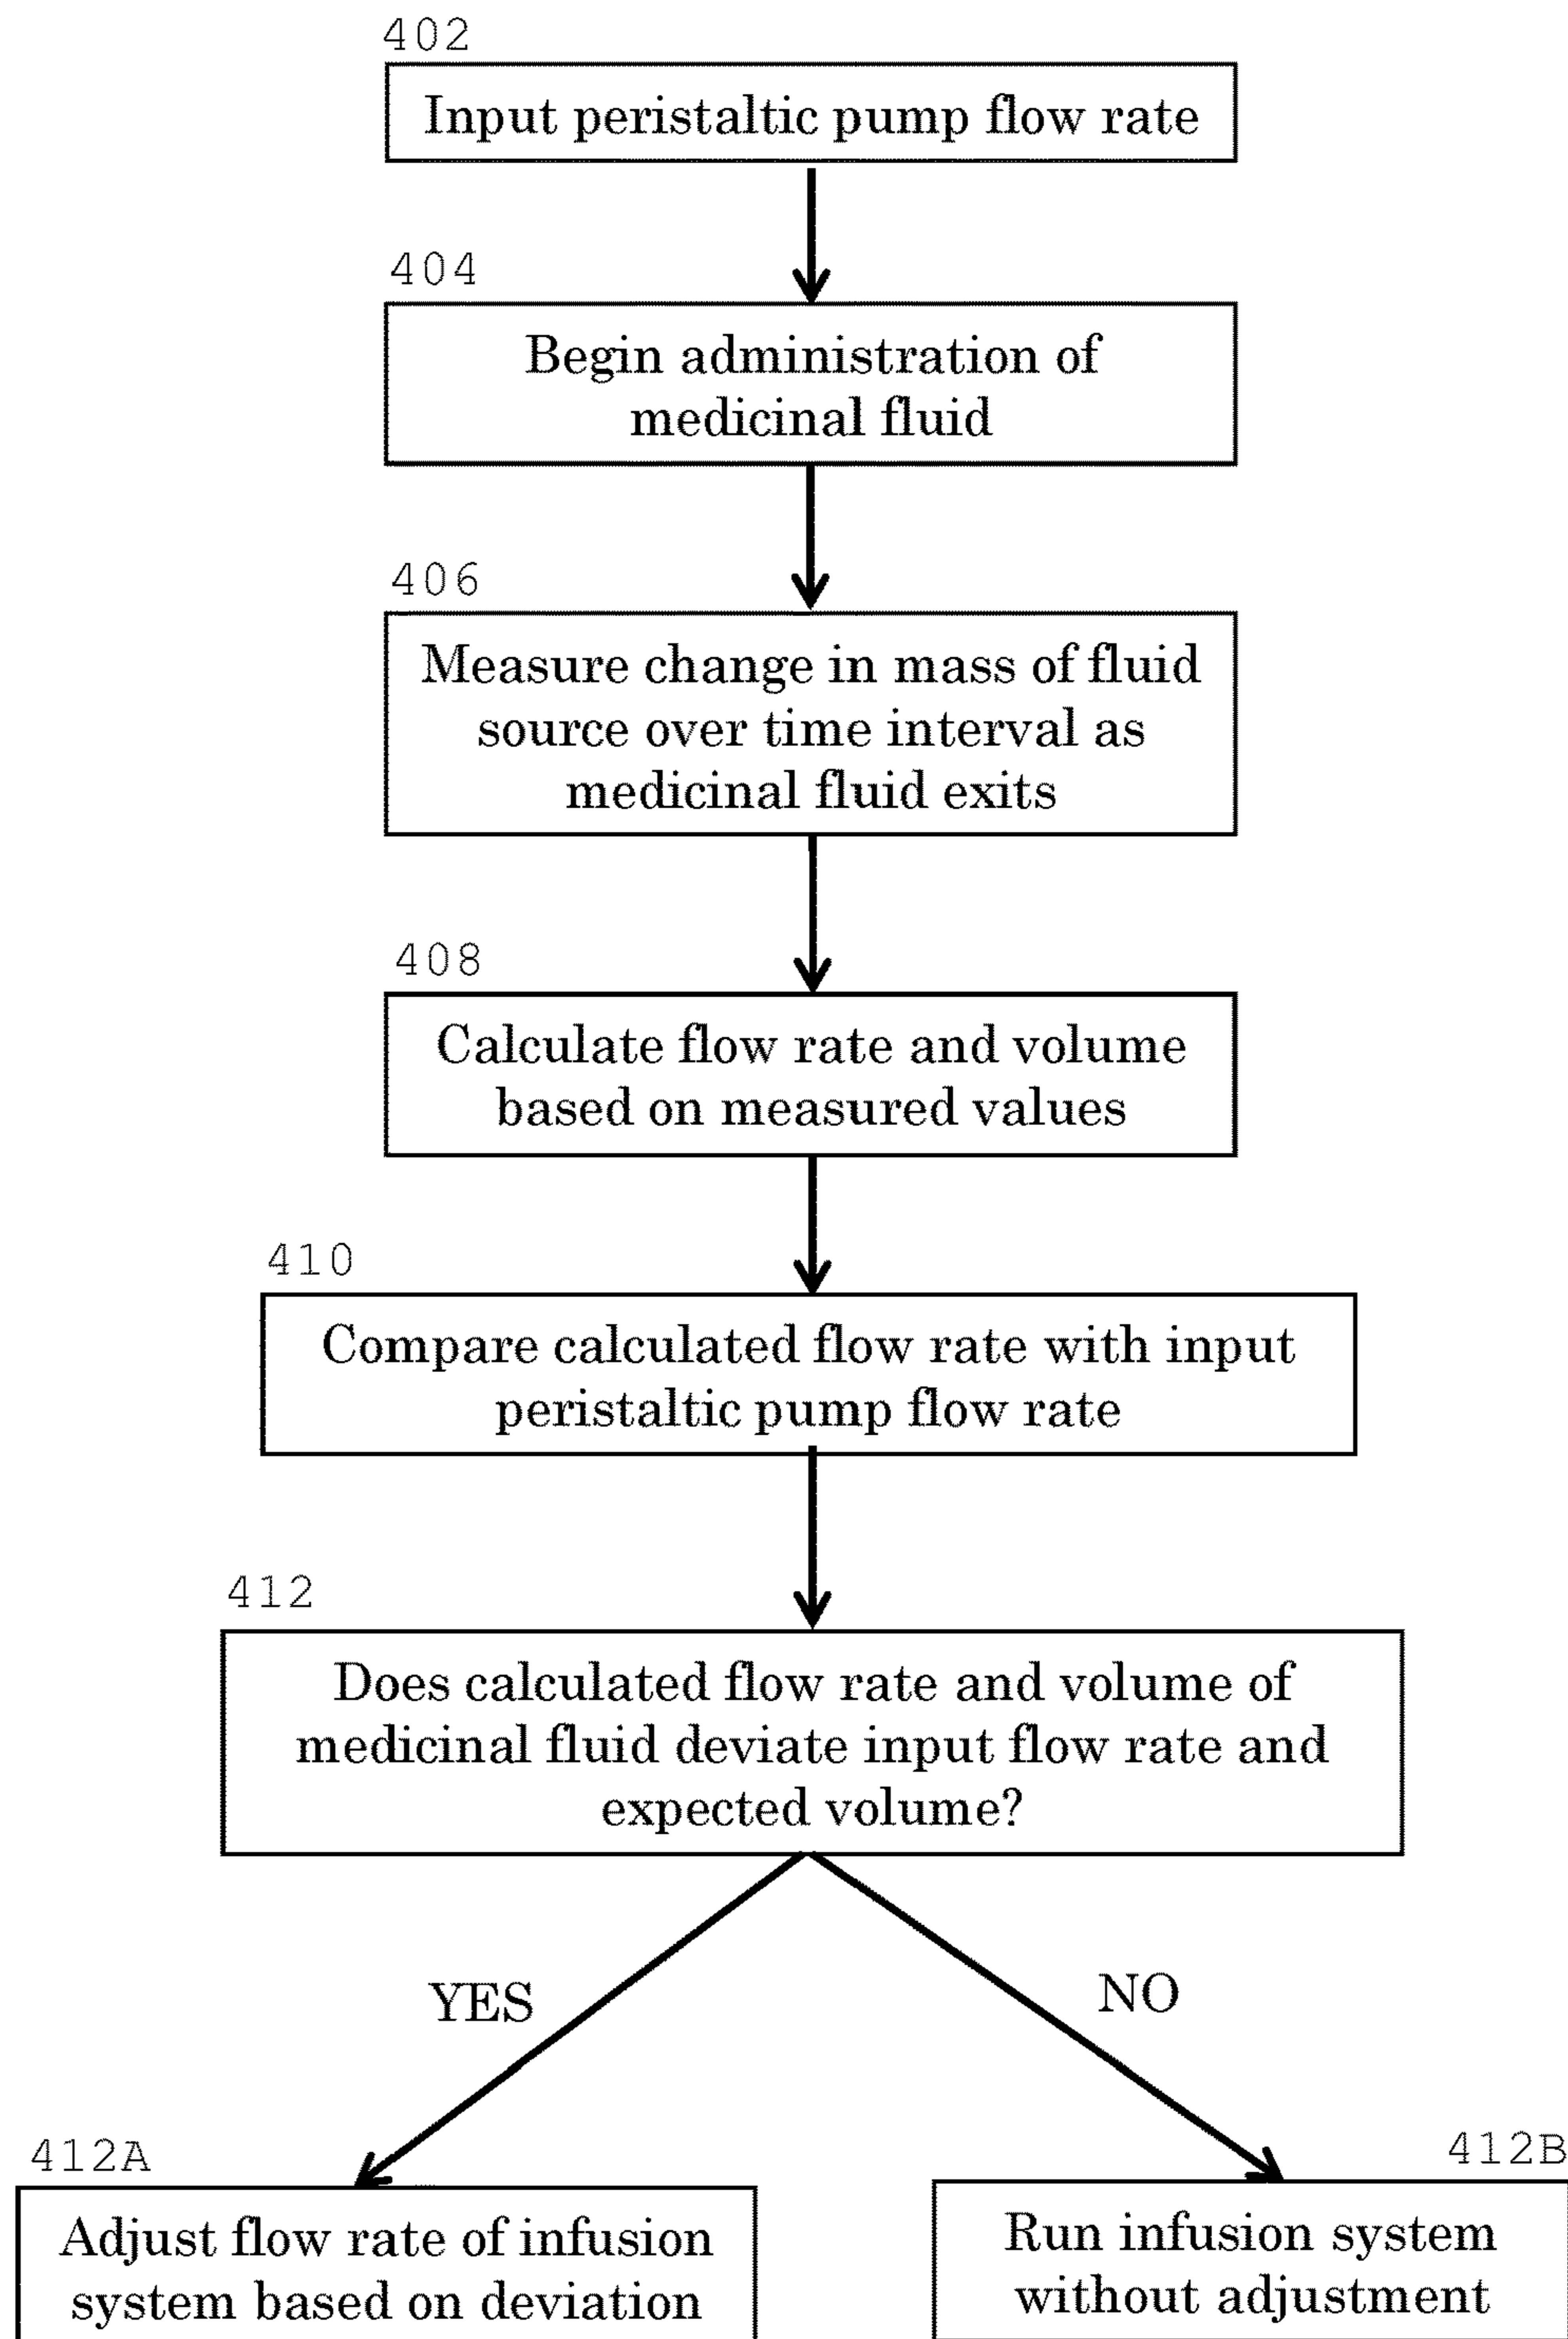 402
Input peristaltic pump flow rate
404
Begin administration of
medicinal fluid
406
Measure change in mass of fluid
source over time interval as
medicinal fluid exits
408
Calculate flow rate and volume
based on measured values
410
Compare calculated flow rate with input
peristaltic pump flow rate
412
Does calculated flow rate and volume of
medicinal fluid deviate input flow rate and
expected volume?
YES
NO
412A
Adjust flow rate of infusion
system based on deviation
412B
Run infusion system
without adjustment